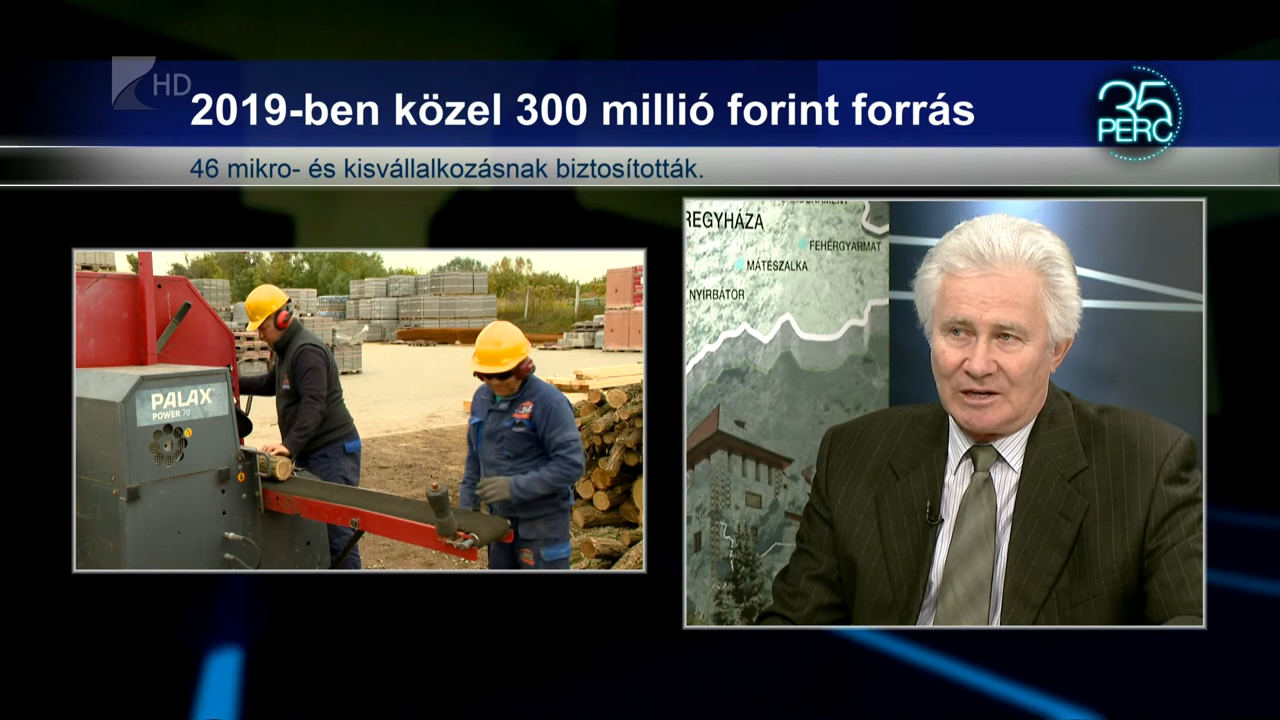 HD
2019-ben közel 300 millió forint forrás
35
PERC
46 mikro- és kisvállalkozásnak biztosították.
REGYHÁZA
FEHÉRGYARMAT
MÁTÉSZALKA
NYÍRBÁTOR
PALAX
POWER 70